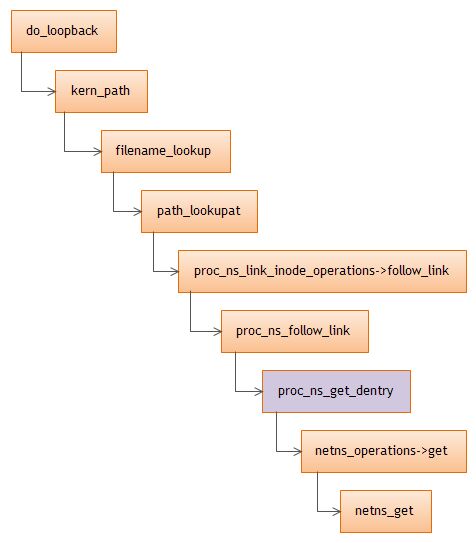 do_loopback
kern_path
filename_lookup
path_lookupat
proc_ns_link_inode_operations->follow_link
proc_ns_follow_link
proc_ns_get_dentry
netns_operations->get
netns_get